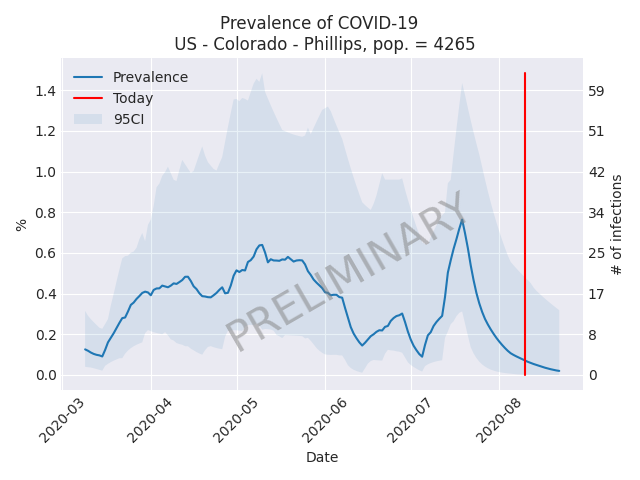 Prevalence of COVID-19
US - Colorado - Phillips, pop. = 4265
Prevalence
Today
95CI
PRELIMINARY
%
1.4
1.2
1.0
0.8
0.6
0.4
0.2
0.0
# of infections
59
51
42
34
25
17
8
0
2020-03
2020-04
2020-05
2020-06
2020-07
2020-08
Date